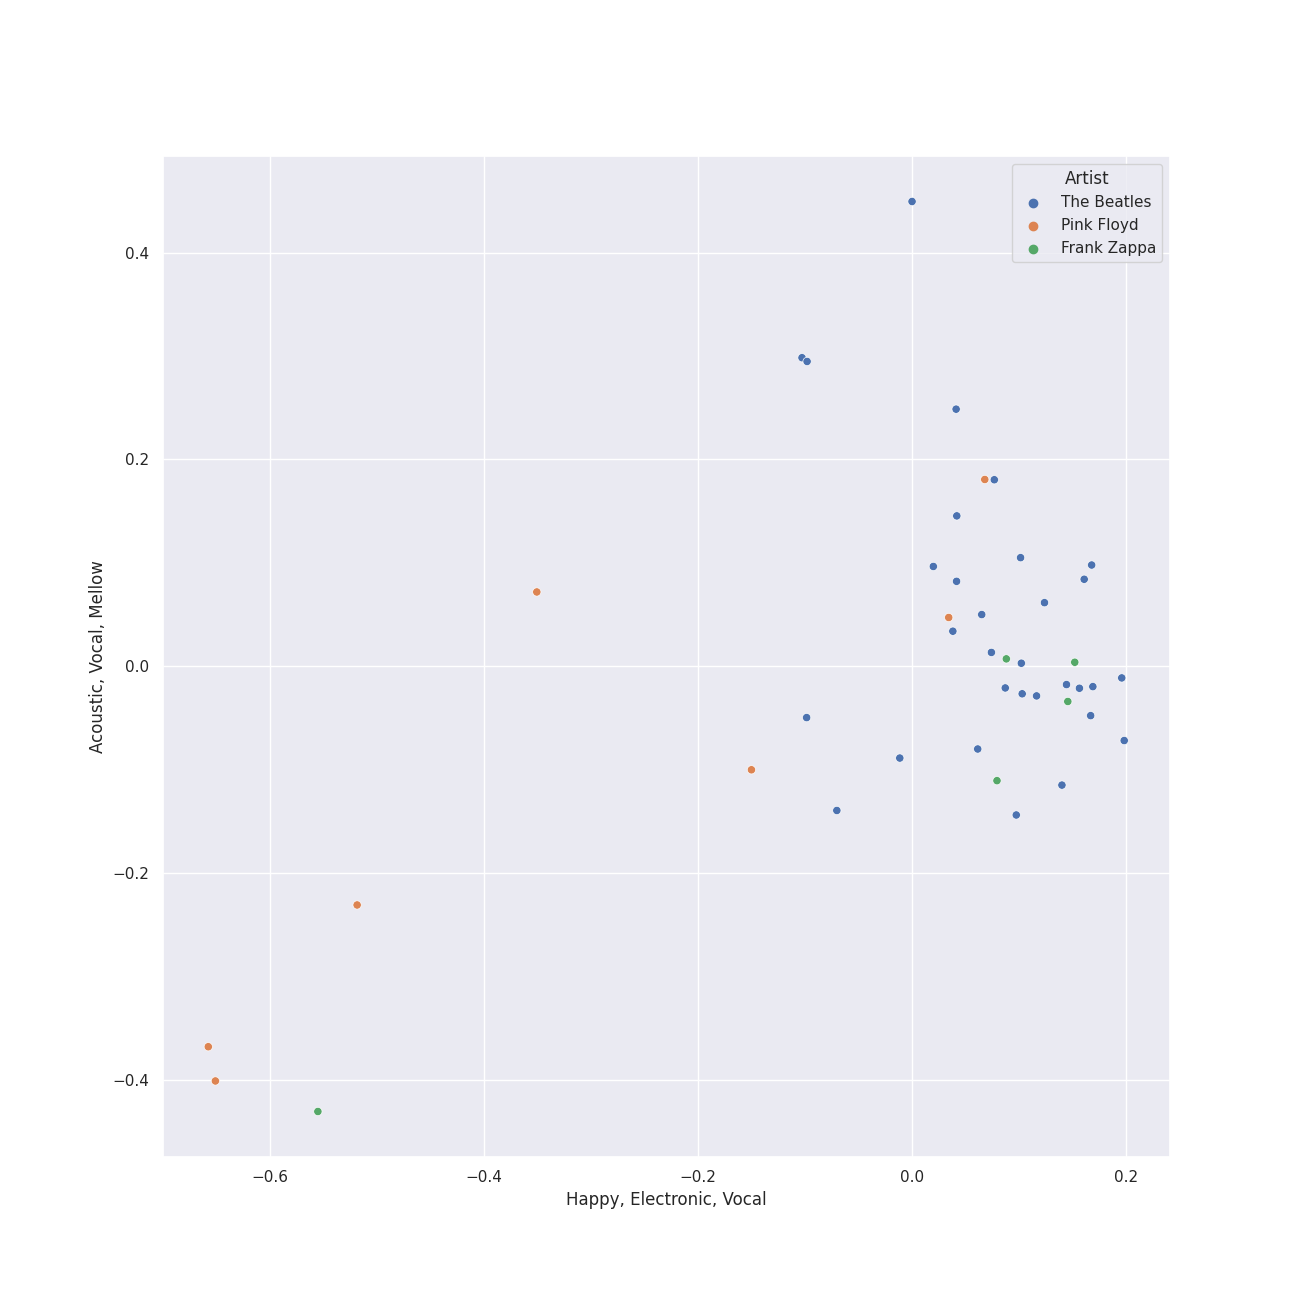 Artist
The Beatles
Pink Floyd
Frank Zappa
0.4
0.2
0.0
−0.2
−0.4
Acoustic, Vocal, Mellow
−0.6 −0.4 −0.2 0.0 0.2
Happy, Electronic, Vocal